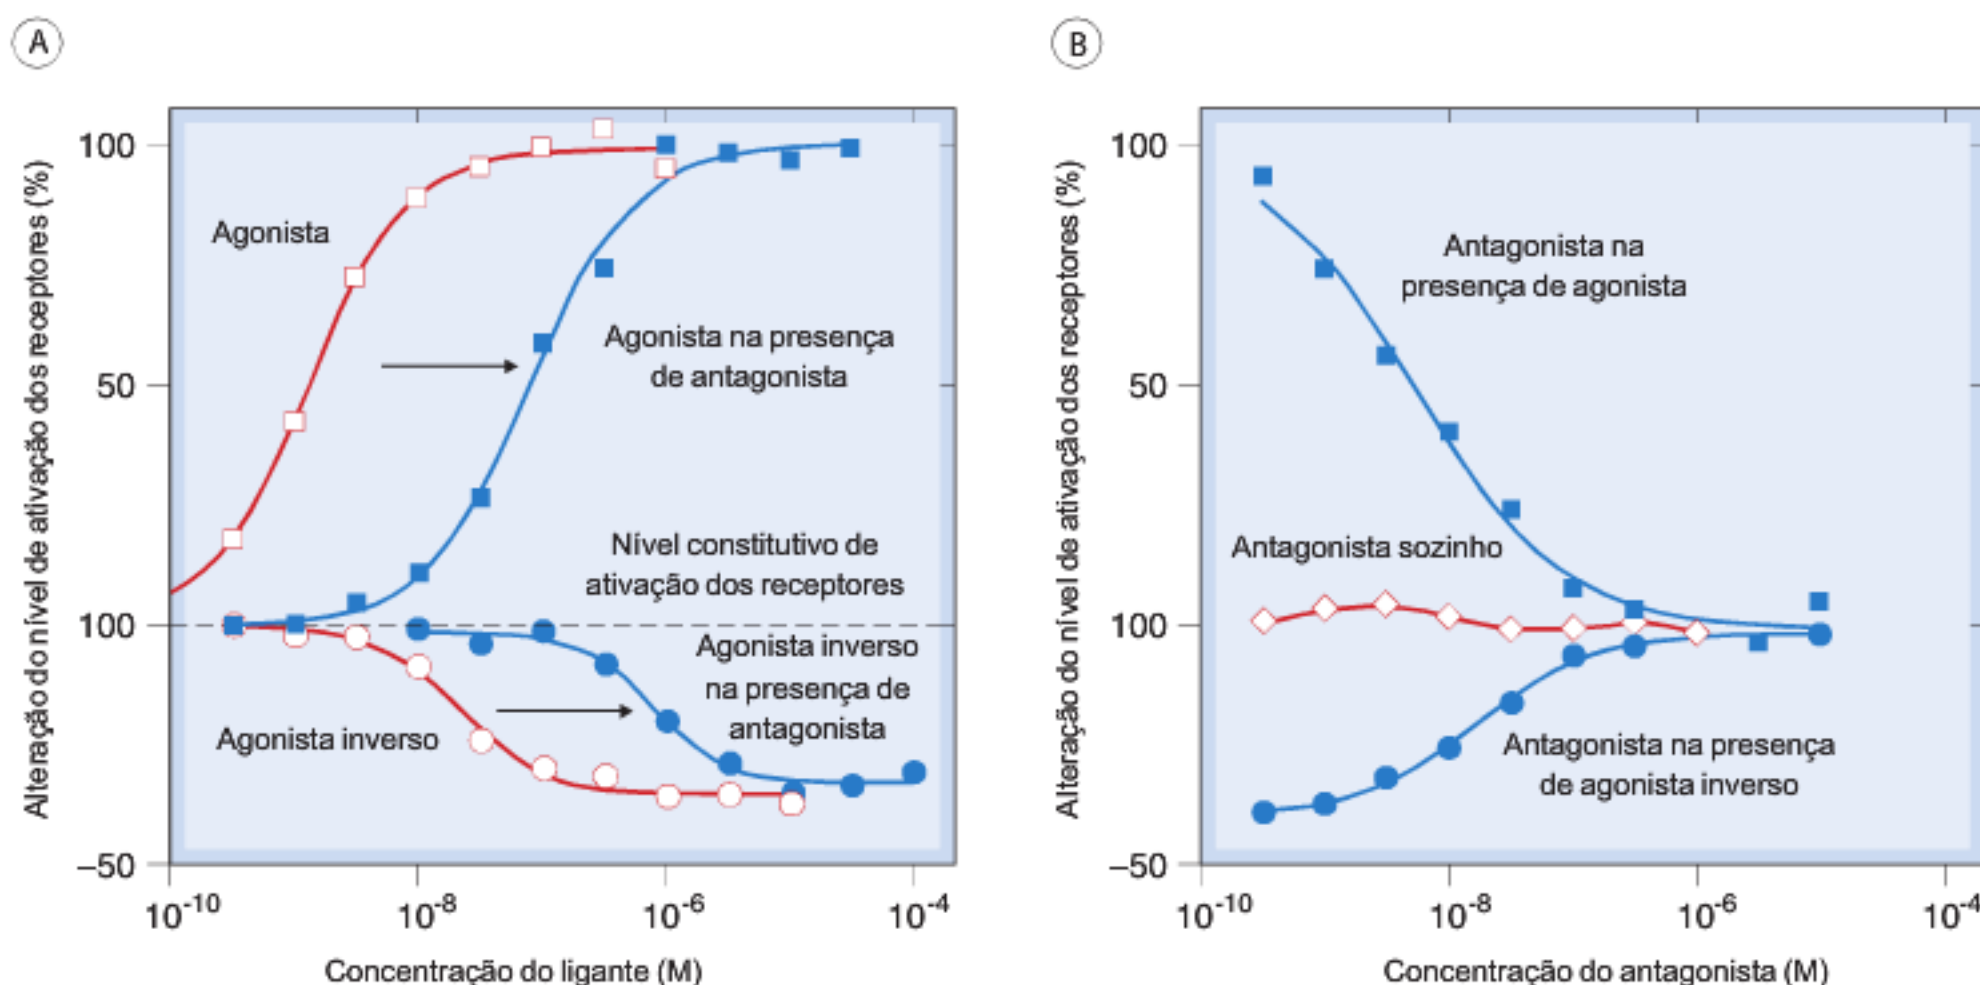 A
Alteração do nível de ativação dos receptores (%)
100
50
100
–50
Agonista
Agonista na presença
de antagonista
Nível constitutivo de
ativação dos receptores
Agonista inverso
na presença de
antagonista
Agonista inverso
10-10
10-8
10-6
10-4
Concentração do ligante (M)
B
Alteração do nível de ativação dos receptores (%)
100
50
100
–50
Antagonista na
presença de agonista
Antagonista sozinho
Antagonista na presença
de agonista inverso
10-10
10-8
10-6
10-4
Concentração do antagonista (M)